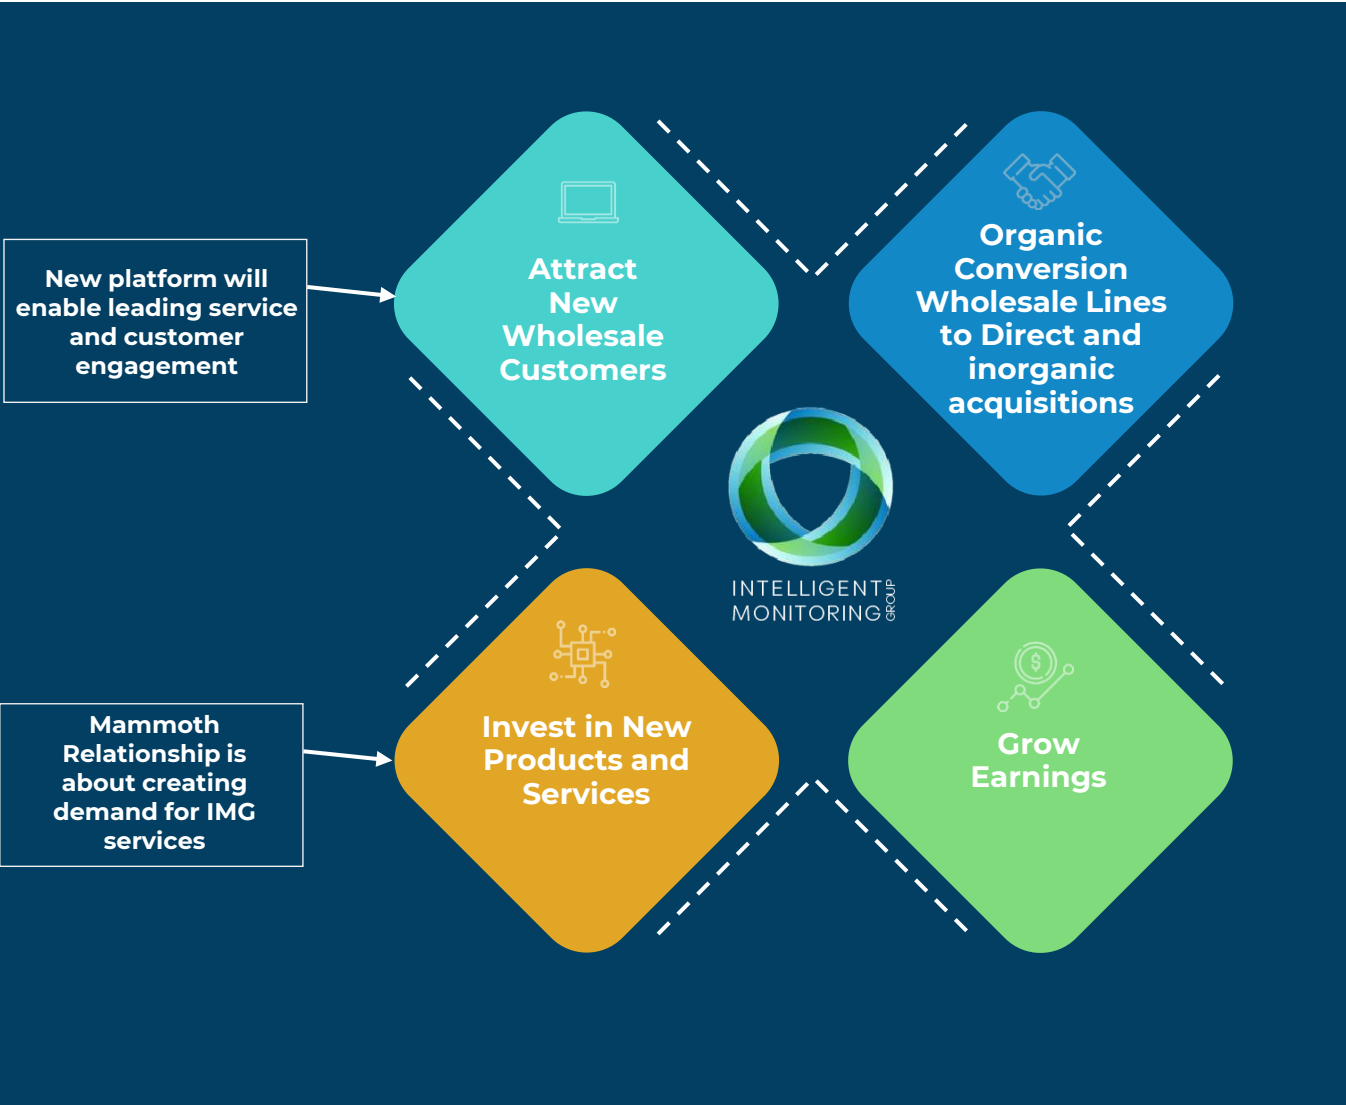 New platform will
enable leading service
and customer
engagement
Attract
New
Wholesale
Customers
Organic
Conversion
Wholesale Lines
to Direct and
inorganic
acquisitions
INTELLIGENT
MONITORING
GROUP
Mammoth
Relationship is
about creating
demand for IMG
services
Invest in New
Products and
Services
$
Grow
Earnings